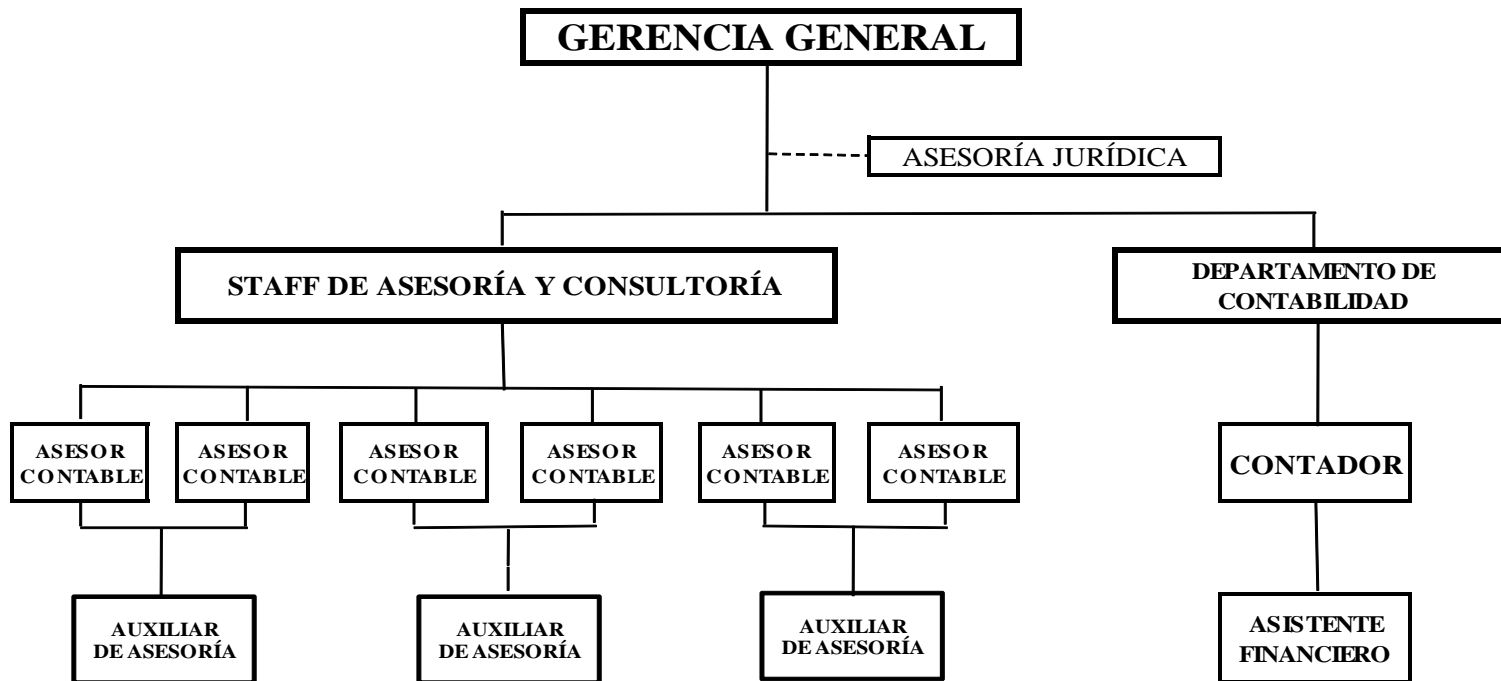 GERENCIA GENERAL
ASESORÍA JURÍDICA
STAFF DE ASESORÍA Y CONSULTORÍA
DEPARTAMENTO DE
CONTABILIDAD
ASESOR
CONTABLE
ASESOR
CONTABLE
ASESOR
CONTABLE
ASESOR
CONTABLE
ASESOR
CONTABLE
ASESOR
CONTABLE
CONTADOR
AUXILIAR
DE ASESORÍA
AUXILIAR
DE ASESORÍA
AUXILIAR
DE ASESORÍA
ASISTENTE
FINANCIERO